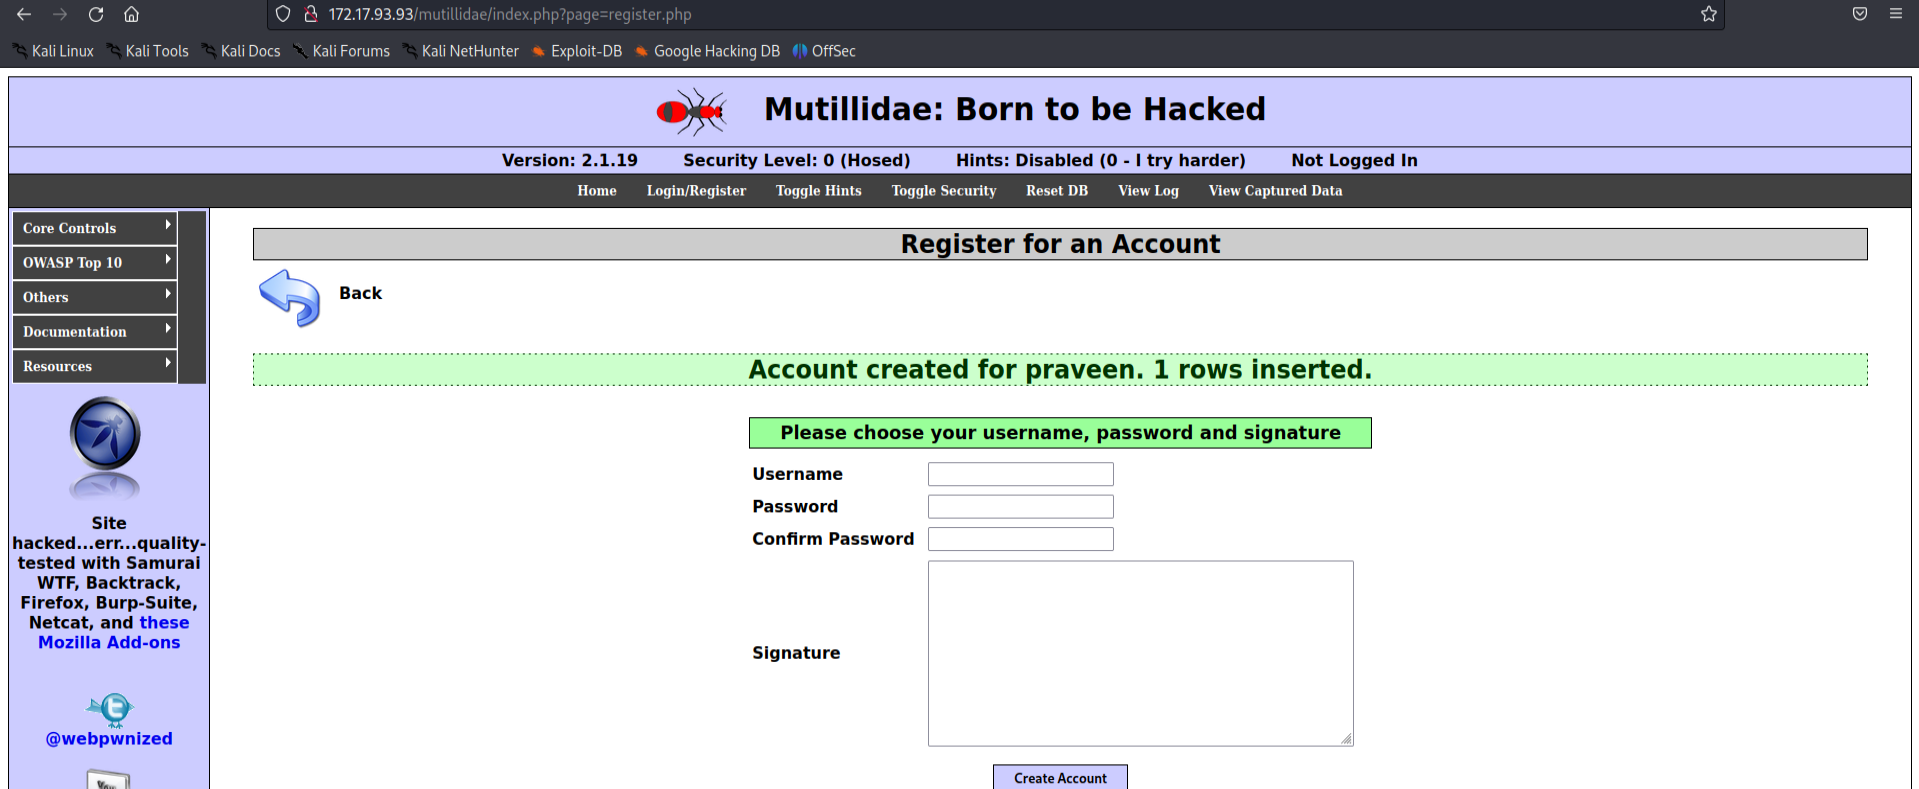 172.17.93.93/mutillidae/index.php?page=register.php
Kali Linux Kali Tools Kali Docs Kali Forums Kali NetHunter Exploit-DB Google Hacking DB OffSec
Mutillidae: Born to be Hacked
Version: 2.1.19 Security Level: 0 (Hosed) Hints: Disabled (0 - I try harder) Not Logged In
Home Login/Register Toggle Hints Toggle Security Reset DB View Log View Captured Data
Core Controls
OWASP Top 10
Others
Documentation
Resources
Site
hacked...err...quality-
tested with Samurai
WTF, Backtrack,
Firefox, Burp-Suite,
Netcat, and these
Mozilla Add-ons
@webpwnized
Register for an Account
Back
Account created for praveen. 1 rows inserted.
Please choose your username, password and signature
Username
Password
Confirm Password
Signature
Create Account